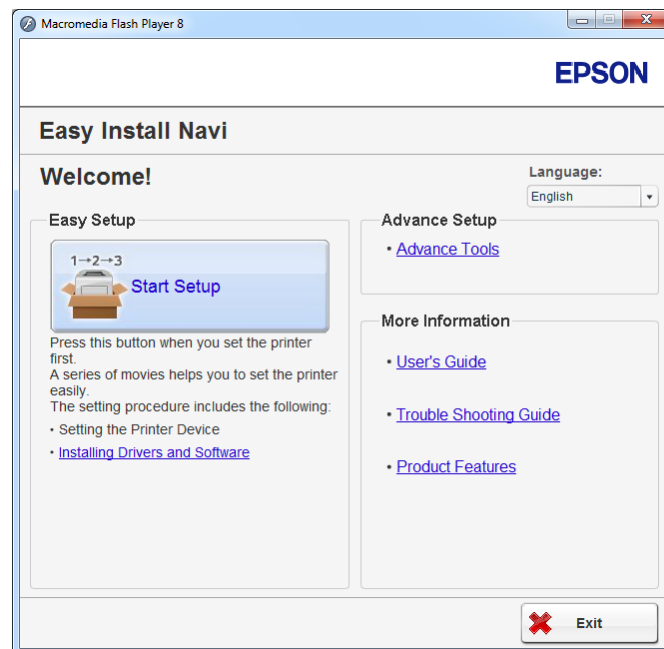 Macromedia Flash Player 8
EPSON
Easy Install Navi
Welcome!
Language:
English
Easy Setup
1→2→3
Start Setup
Press this button when you set the printer
first.
A series of movies helps you to set the printer
easily.
The setting procedure includes the following:
• Setting the Printer Device
• Installing Drivers and Software
Advance Setup
• Advance Tools
More Information
• User's Guide
• Trouble Shooting Guide
• Product Features
Exit